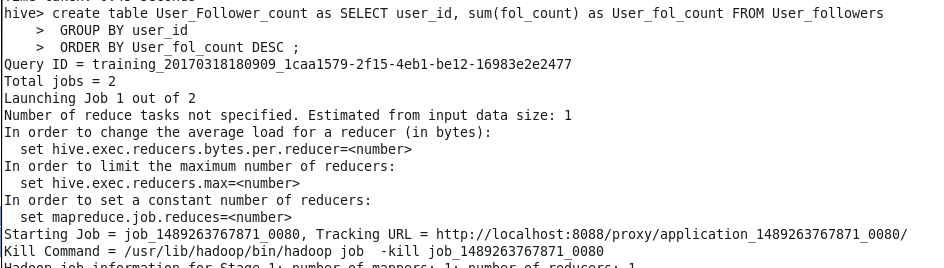 hive> create table User_Follower_count as SELECT user_id, sum(fol_count) as User_fol_count FROM User_followers
    >  GROUP BY user_id
    >  ORDER BY User_fol_count DESC ;
Query ID = training_20170318180909_1caa1579-2f15-4eb1-be12-16983e2e2477
Total jobs = 2
Launching Job 1 out of 2
Number of reduce tasks not specified. Estimated from input data size: 1
In order to change the average load for a reducer (in bytes):
  set hive.exec.reducers.bytes.per.reducer=<number>
In order to limit the maximum number of reducers:
  set hive.exec.reducers.max=<number>
In order to set a constant number of reducers:
  set mapreduce.job.reduces=<number>
Starting Job = job_1489263767871_0080, Tracking URL = http://localhost:8088/proxy/application_1489263767871_0080/
Kill Command = /usr/lib/hadoop/bin/hadoop job  -kill job_1489263767871_0080
Hadoop job information for Stage-1: number of mappers: 1; number of reducers: 1